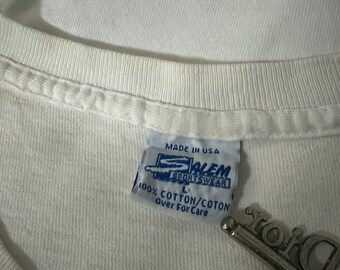 MADE IN USA
SALEM
SPORTSWEAR
L
100% COTTON/COTON
Over For Care
Dior